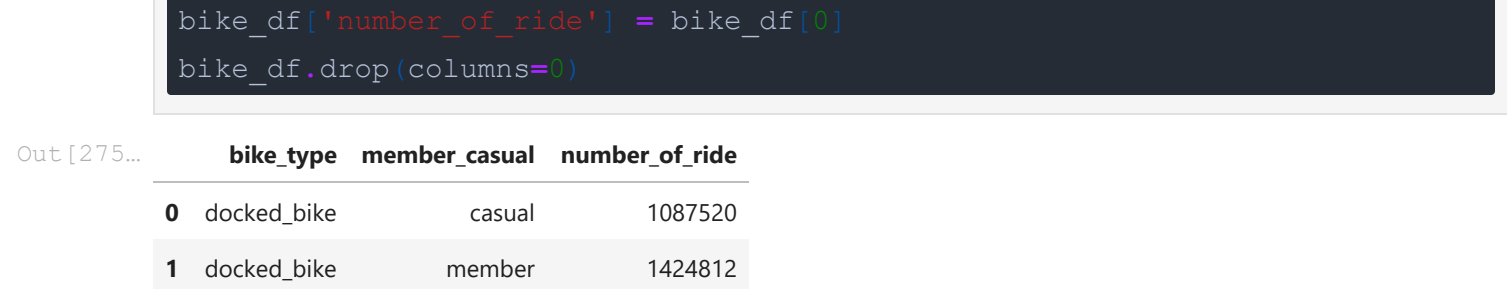 bike_df['number_of_ride'] = bike_df[0]
bike_df.drop(columns=0)
Out[275… bike_type member_casual number_of_ride
0 docked_bike casual 1087520
1 docked_bike member 1424812